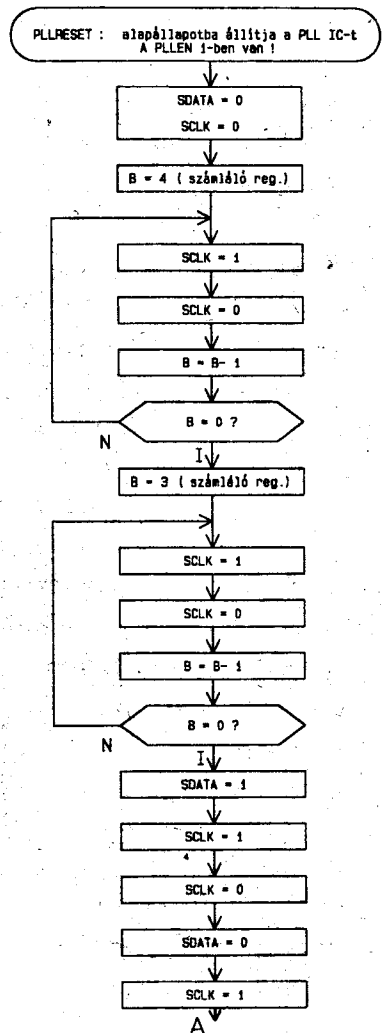 PLLRESET : alapállapotba állítja a PLL IC-t
A PLLEN 1-ben van !
SDATA = 0
SCLK = 0
B = 4 ( számláló reg.)
SCLK = 1
SCLK = 0
B = B- 1
B = 0 ?
N
I
B = 3 ( számláló reg.)
SCLK = 1
SCLK = 0
B = B- 1
B = 0 ?
N
I
SDATA = 1
SCLK = 1
SCLK = 0
SDATA = 0
SCLK = 1
A